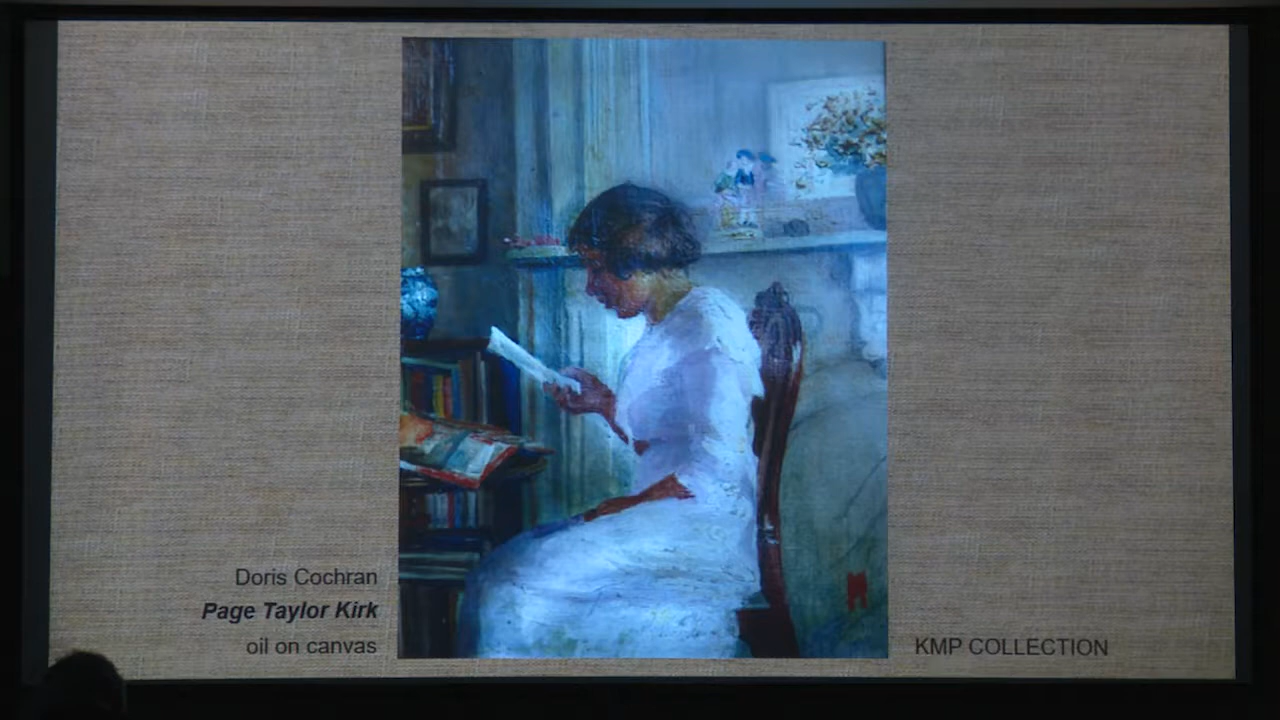 Doris Cochran
Page Taylor Kirk
oil on canvas
KMP COLLECTION